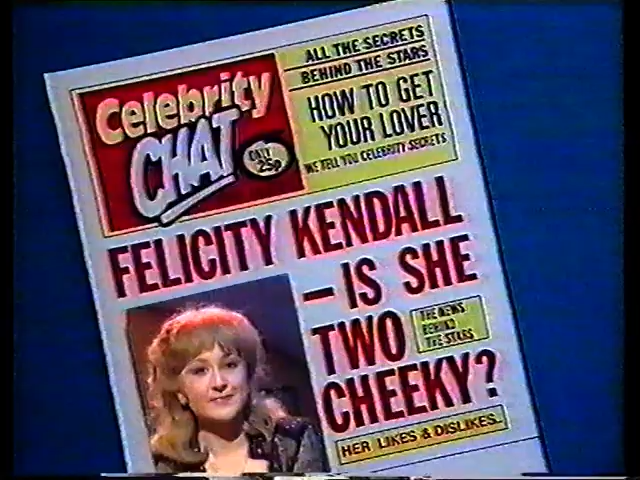 Celebrity
CHAT
ONLY
25p
ALL THE SECRETS
BEHIND THE STARS
HOW TO GET
YOUR LOVER
WE TELL YOU CELEBRITY SECRETS
FELICITY KENDALL
– IS SHE
TWO
CHEEKY?
THE NEWS
BEHIND
THE STARS
HER LIKES & DISLIKES..